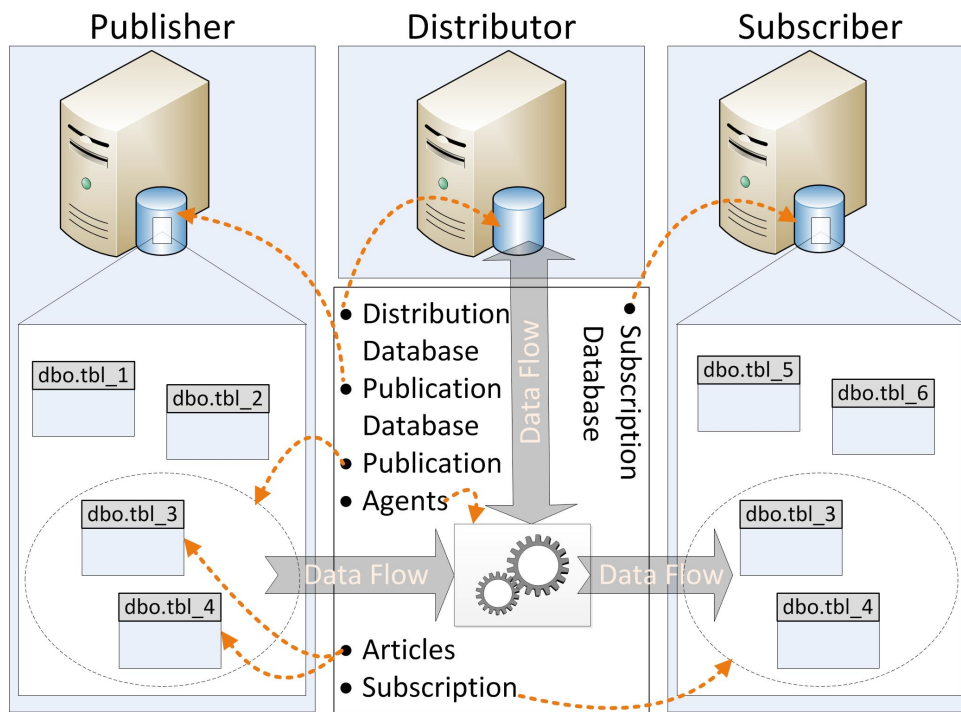 Publisher
Distributor
Subscriber
• Distribution
Database
• Publication
Database
• Publication
• Agents
Data Flow
• Subscription
Database
dbo.tbl_1
dbo.tbl_2
dbo.tbl_3
dbo.tbl_4
dbo.tbl_5
dbo.tbl_6
dbo.tbl_3
dbo.tbl_4
Data Flow
Data Flow
• Articles
• Subscription